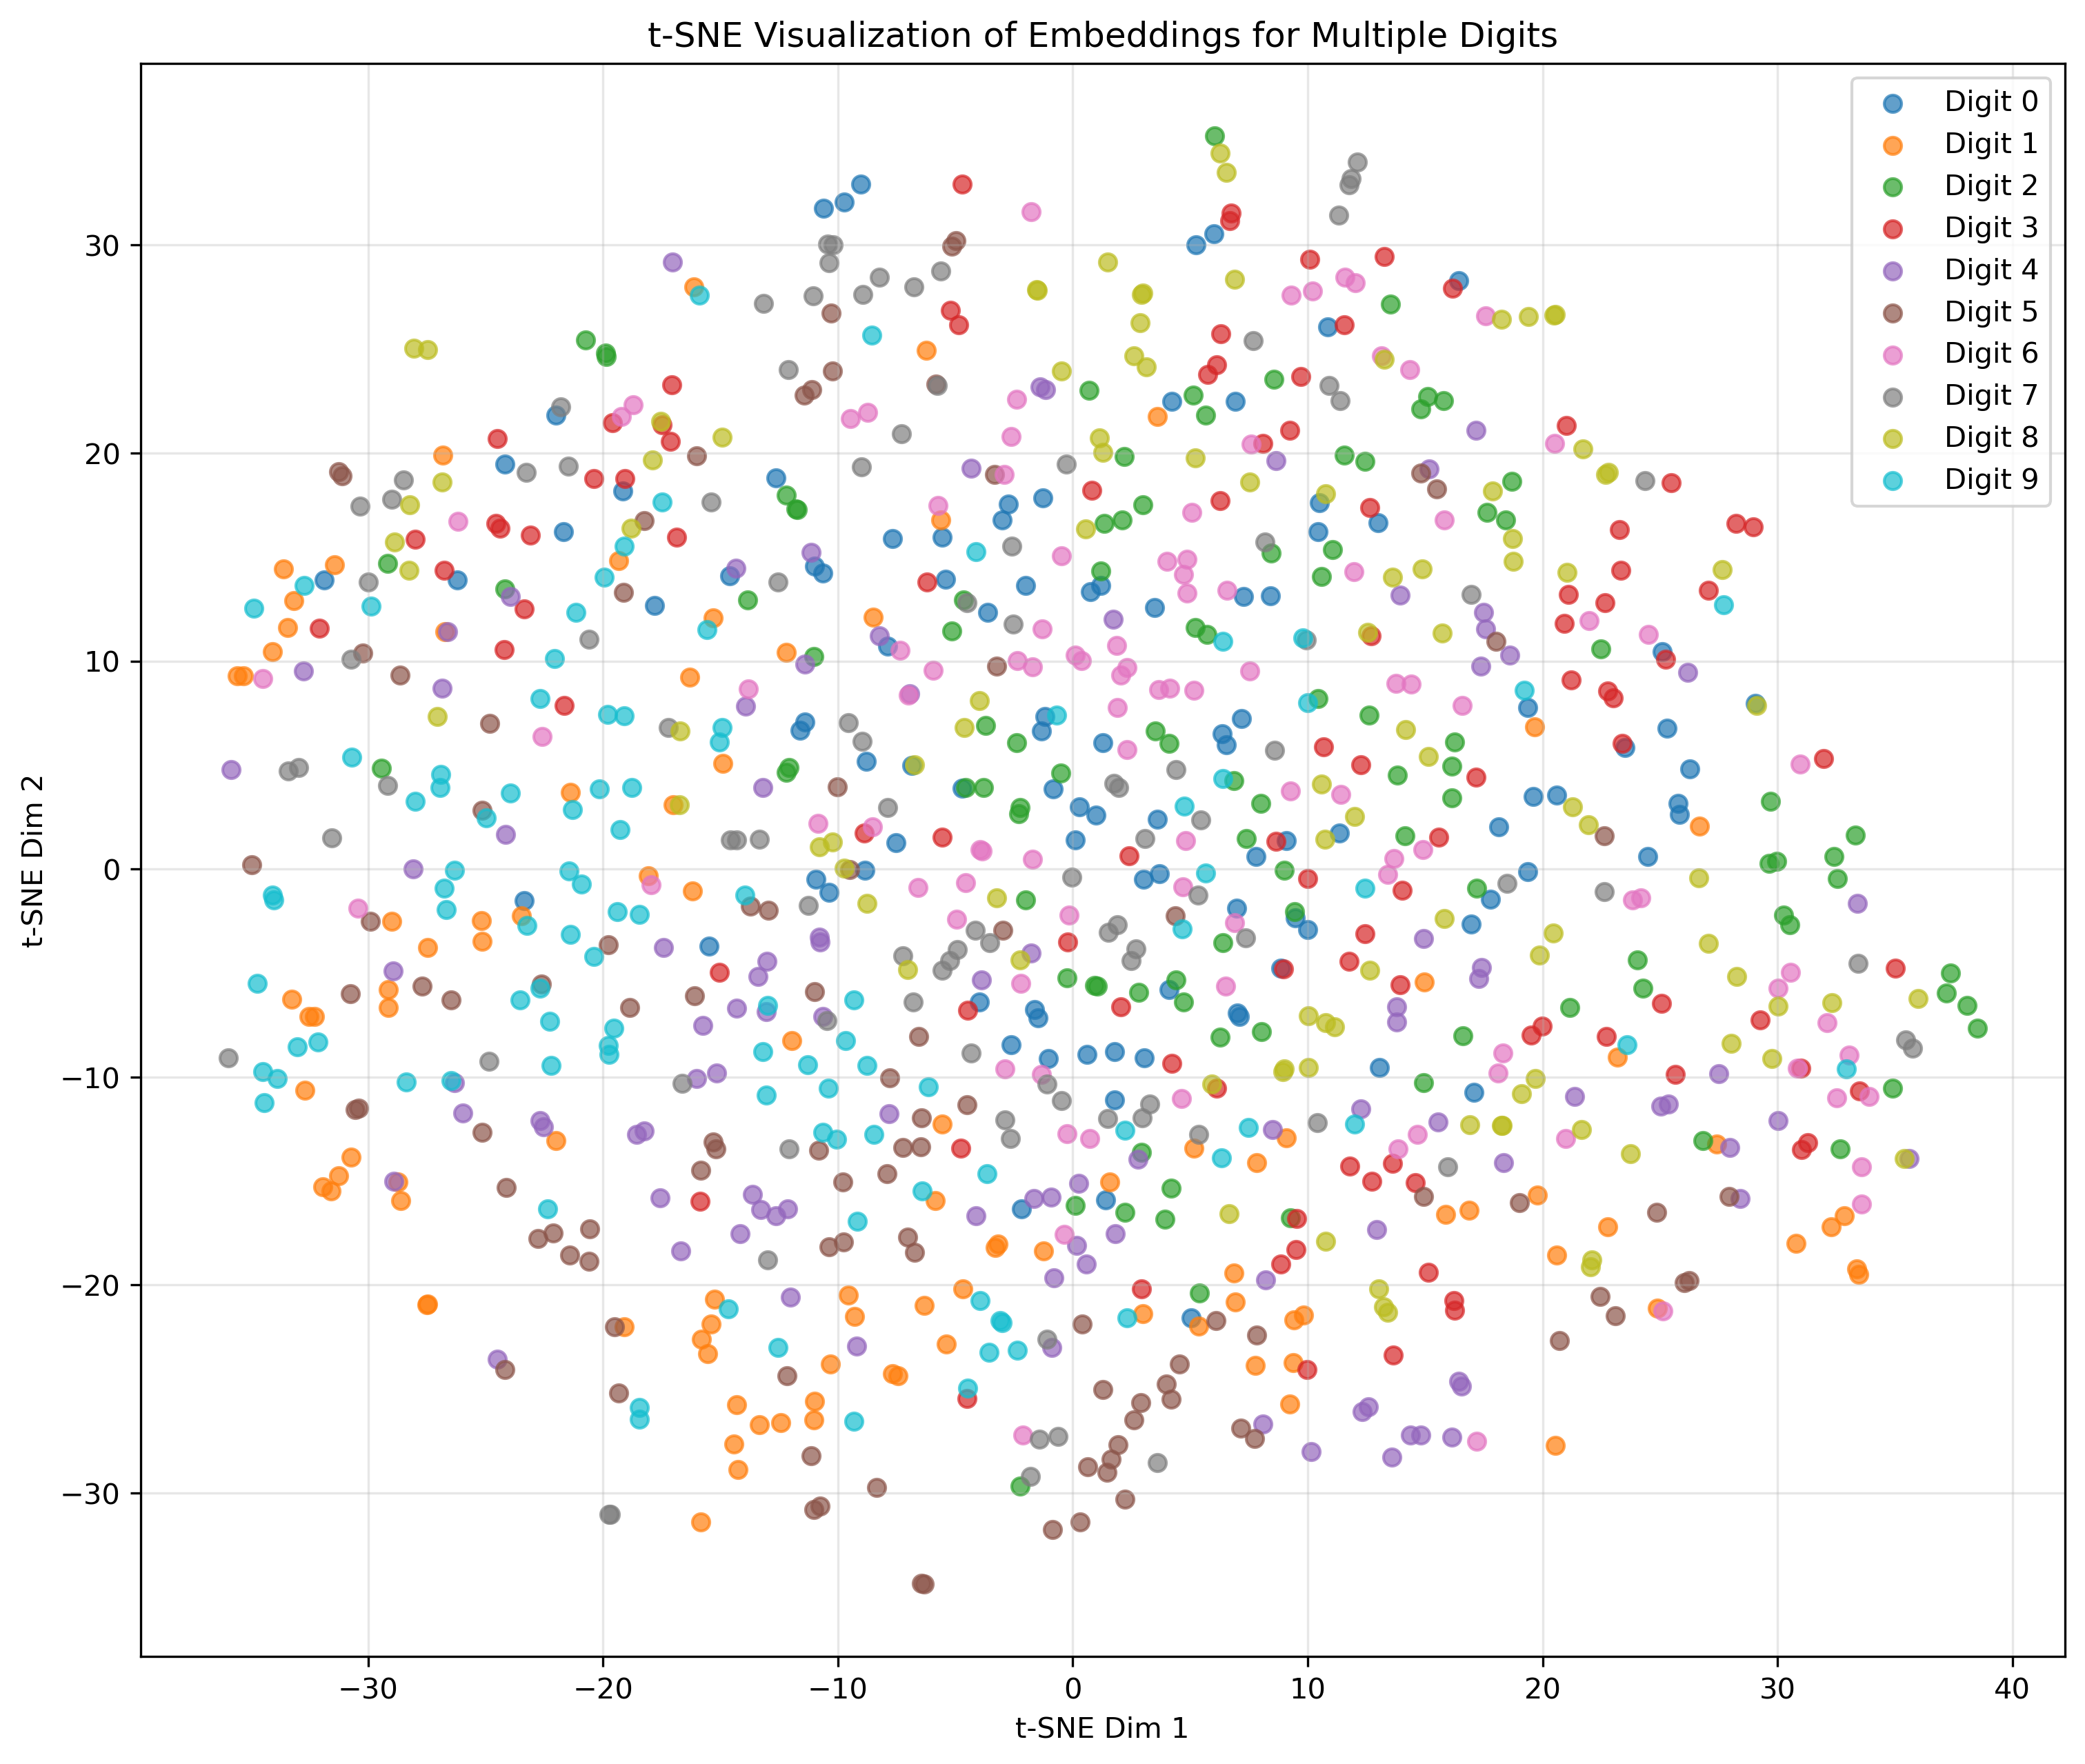 t-SNE Visualization of Embeddings for Multiple Digits
Digit 0
Digit 1
Digit 2
Digit 3
Digit 4
Digit 5
Digit 6
Digit 7
Digit 8
Digit 9
t-SNE Dim 2
30
20
10
0
−10
−20
−30
−30
−20
−10
0
10
20
30
40
t-SNE Dim 1